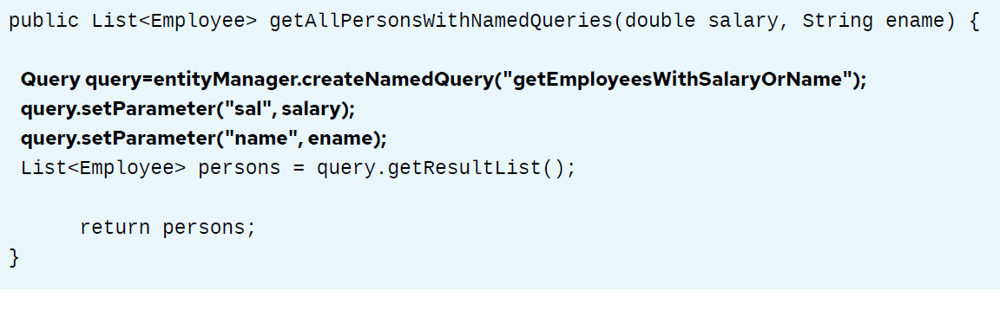 public List<Employee> getAllPersonsWithNamedQueries(double salary, String ename) {
Query query=entityManager.createNamedQuery("getEmployeesWithSalaryOrName");
query.setParameter("sal", salary);
query.setParameter("name", ename);
List<Employee> persons = query.getResultList();
return persons;
}